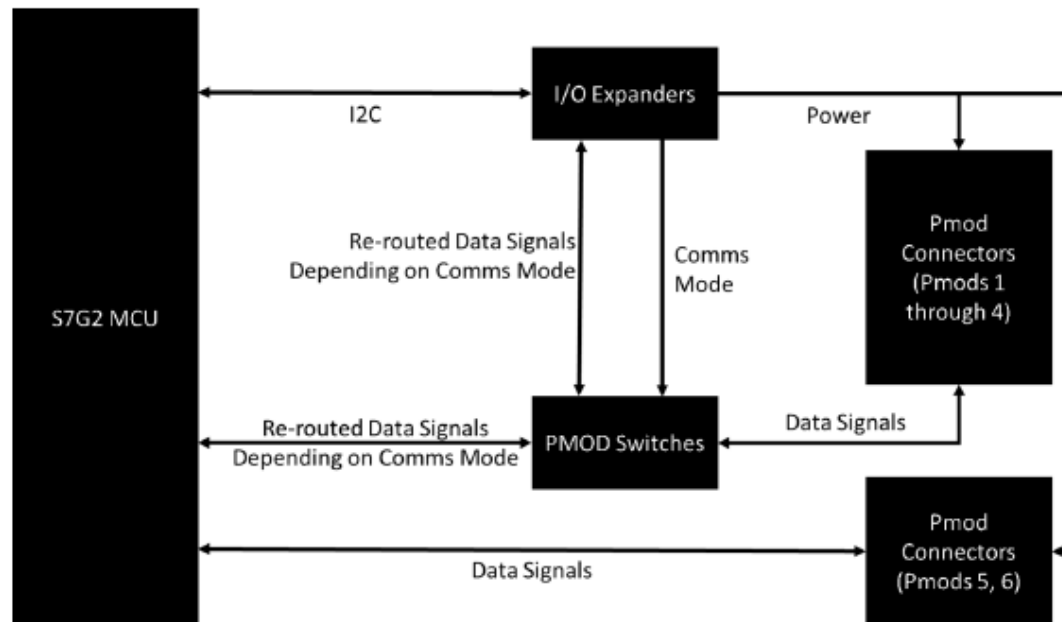 I/O Expanders
I2C
Power
Re-routed Data Signals
Depending on Comms Mode
Comms
Mode
Pmod
Connectors
(Pmods 1
through 4)
S7G2 MCU
Re-routed Data Signals
Depending on Comms Mode
PMOD Switches
Data Signals
Data Signals
Pmod
Connectors
(Pmods 5, 6)